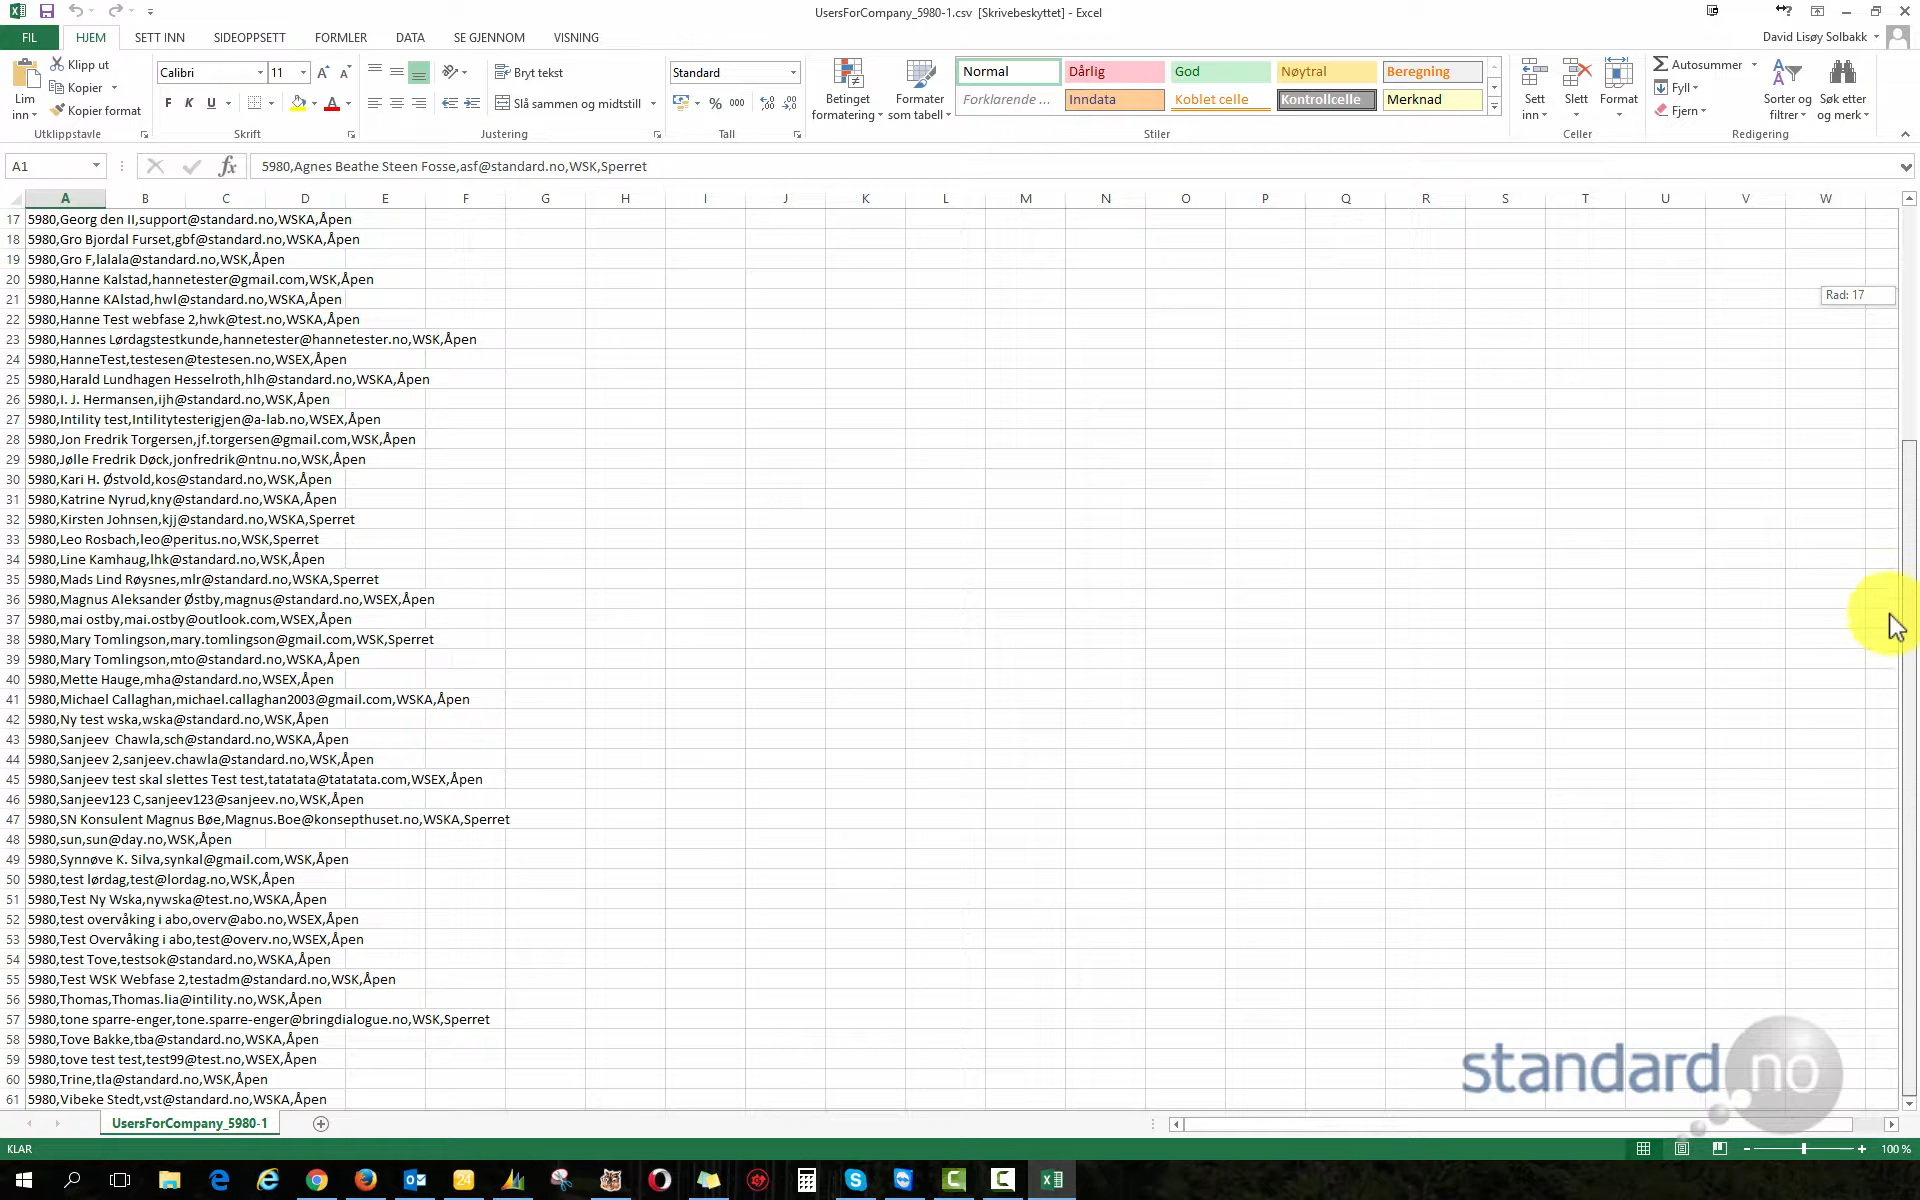 UsersForCompany_5980-1.csv [Skrivebeskyttet] - Excel
FIL HJEM SETT INN SIDEOPPSETT FORMLER DATA SE GJENNOM VISNING David Lisøy Solbakk
Lim inn
Klipp ut
Kopier
Kopier format
Utklippstavle
Calibri 11
F K U
Skrift
Bryt tekst
Slå sammen og midtstill
Justering
Standard
% 000
Tall
Betinget formatering
Formater som tabell
Normal Dårlig God Nøytral Beregning
Forklarende ... Inndata Koblet celle Kontrollcelle Merknad
Stiler
Sett inn
Slett
Format
Celler
Autosummer
Fyll
Fjern
Sorter og filtrer
Søk etter og merk
Redigering
A1 fx 5980,Agnes Beathe Steen Fosse,asf@standard.no,WSK,Sperret
A B C D E F G H I J K L M N O P Q R S T U V W
17 5980,Georg den II,support@standard.no,WSKA,Åpen
18 5980,Gro Bjordal Furset,gbf@standard.no,WSKA,Åpen
19 5980,Gro F,lalala@standard.no,WSK,Åpen
20 5980,Hanne Kalstad,hannetester@gmail.com,WSK,Åpen
Rad: 17
21 5980,Hanne KAlstad,hwl@standard.no,WSKA,Åpen
22 5980,Hanne Test webfase 2,hwk@test.no,WSKA,Åpen
23 5980,Hannes Lørdagstestkunde,hannetester@hannetester.no,WSK,Åpen
24 5980,HanneTest,testesen@testesen.no,WSEX,Åpen
25 5980,Harald Lundhagen Hesselroth,hlh@standard.no,WSKA,Åpen
26 5980,I. J. Hermansen,ijh@standard.no,WSK,Åpen
27 5980,Intility test,Intilitytesterigjen@a-lab.no,WSEX,Åpen
28 5980,Jon Fredrik Torgersen,jf.torgersen@gmail.com,WSK,Åpen
29 5980,Jølle Fredrik Døck,jonfredrik@ntnu.no,WSK,Åpen
30 5980,Kari H. Østvold,kos@standard.no,WSK,Åpen
31 5980,Katrine Nyrud,kny@standard.no,WSKA,Åpen
32 5980,Kirsten Johnsen,kjj@standard.no,WSKA,Sperret
33 5980,Leo Rosbach,leo@peritus.no,WSK,Sperret
34 5980,Line Kamhaug,lhk@standard.no,WSK,Åpen
35 5980,Mads Lind Røysnes,mlr@standard.no,WSKA,Sperret
36 5980,Magnus Aleksander Østby,magnus@standard.no,WSEX,Åpen
37 5980,mai ostby,mai.ostby@outlook.com,WSEX,Åpen
38 5980,Mary Tomlingson,mary.tomlingson@gmail.com,WSK,Sperret
39 5980,Mary Tomlingson,mto@standard.no,WSKA,Åpen
40 5980,Mette Hauge,mha@standard.no,WSEX,Åpen
41 5980,Michael Callaghan,michael.callaghan2003@gmail.com,WSKA,Åpen
42 5980,Ny test wska,wska@standard.no,WSK,Åpen
43 5980,Sanjeev  Chawla,sch@standard.no,WSKA,Åpen
44 5980,Sanjeev 2,sanjeev.chawla@standard.no,WSK,Åpen
45 5980,Sanjeev test skal slettes Test test,tatatata@tatatata.com,WSEX,Åpen
46 5980,Sanjeev123 C,sanjeev123@sanjeev.no,WSK,Åpen
47 5980,SN Konsulent Magnus Bøe,Magnus.Boe@konsepthuset.no,WSKA,Sperret
48 5980,sun,sun@day.no,WSK,Åpen
49 5980,Synnøve K. Silva,synkal@gmail.com,WSK,Åpen
50 5980,test lørdag,test@lordag.no,WSK,Åpen
51 5980,Test Ny Wska,nywska@test.no,WSKA,Åpen
52 5980,test overvåking i abo,overv@abo.no,WSEX,Åpen
53 5980,Test Overvåking i abo,test@overv.no,WSEX,Åpen
54 5980,test Tove,testsok@standard.no,WSKA,Åpen
55 5980,Test WSK Webfase 2,testadm@standard.no,WSK,Åpen
56 5980,Thomas,Thomas.lia@intility.no,WSK,Åpen
57 5980,tone sparre-enger,tone.sparre-enger@bringdialogue.no,WSK,Sperret
58 5980,Tove Bakke,tba@standard.no,WSKA,Åpen
59 5980,tove test test,test99@test.no,WSEX,Åpen
60 5980,Trine,tla@standard.no,WSK,Åpen
61 5980,Vibeke Stedt,vst@standard.no,WSKA,Åpen
standard.no
UsersForCompany_5980-1
KLAR 100 %
24